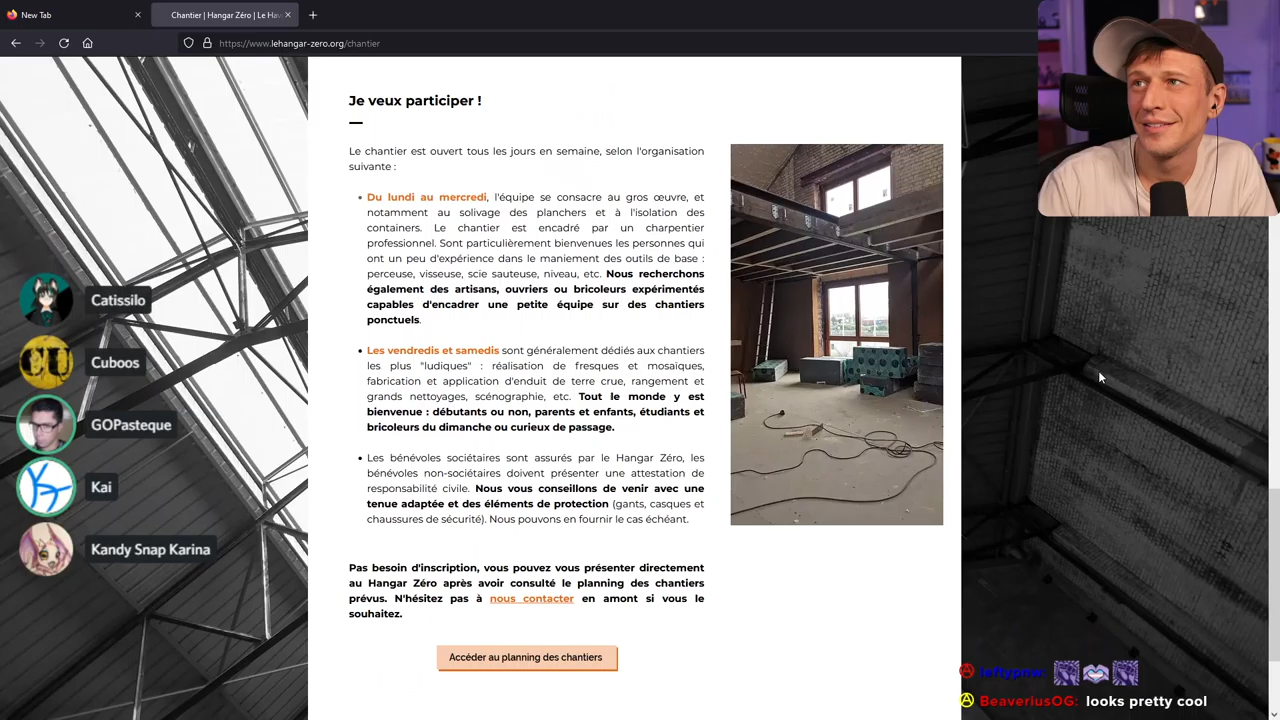 New Tab
Chantier | Hangar Zéro | Le Hav
https://www.lehangar-zero.org/chantier
Je veux participer !
Le chantier est ouvert tous les jours en semaine, selon l'organisation
suivante :
• Du lundi au mercredi, l'équipe se consacre au gros œuvre, et
notamment au solivage des planchers et à l'isolation des
containers. Le chantier est encadré par un charpentier
professionnel. Sont particulièrement bienvenues les personnes qui
ont un peu d'expérience dans le maniement des outils de base :
perceuse, visseuse, scie sauteuse, niveau, etc. Nous recherchons
également des artisans, ouvriers ou bricoleurs expérimentés
capables d'encadrer une petite équipe sur des chantiers
ponctuels.
• Les vendredis et samedis sont généralement dédiés aux chantiers
les plus "ludiques" : réalisation de fresques et mosaïques,
fabrication et application d'enduit de terre crue, rangement et
grands nettoyages, scénographie, etc. Tout le monde y est
bienvenue : débutants ou non, parents et enfants, étudiants et
bricoleurs du dimanche ou curieux de passage.
• Les bénévoles sociétaires sont assurés par le Hangar Zéro, les
bénévoles non-sociétaires doivent présenter une attestation de
responsabilité civile. Nous vous conseillons de venir avec une
tenue adaptée et des éléments de protection (gants, casques et
chaussures de sécurité). Nous pouvons en fournir le cas échéant.
Pas besoin d'inscription, vous pouvez vous présenter directement
au Hangar Zéro après avoir consulté le planning des chantiers
prévus. N'hésitez pas à nous contacter en amont si vous le
souhaitez.
Accéder au planning des chantiers
Catissilo
Cuboos
GOPasteque
Kai
Kandy Snap Karina
leftypnw:
BeaveriusOG: looks pretty cool